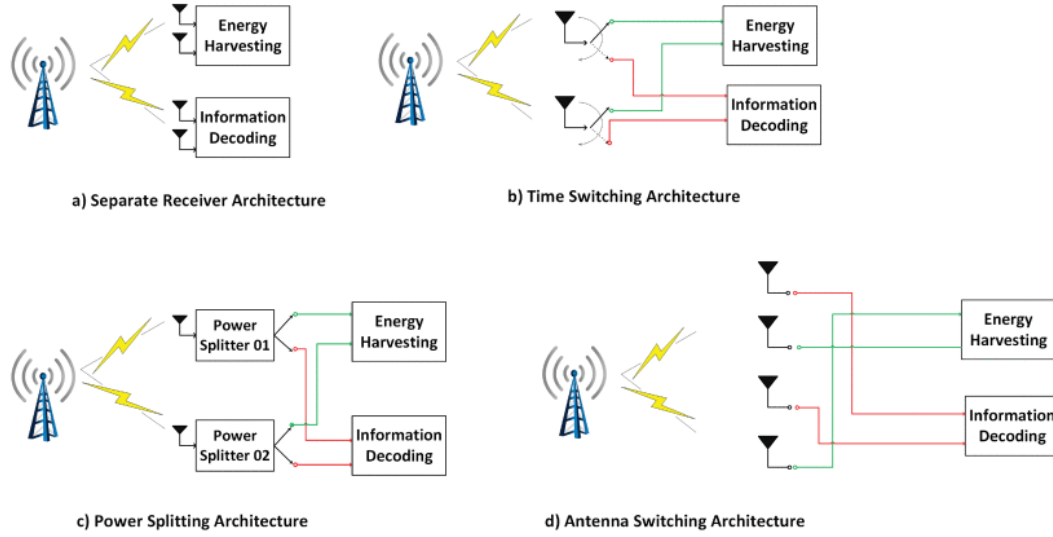 Energy
Harvesting
Information
Decoding
a) Separate Receiver Architecture
Energy
Harvesting
Information
Decoding
b) Time Switching Architecture
Power
Splitter 01
Energy
Harvesting
Power
Splitter 02
Information
Decoding
c) Power Splitting Architecture
Energy
Harvesting
Information
Decoding
d) Antenna Switching Architecture